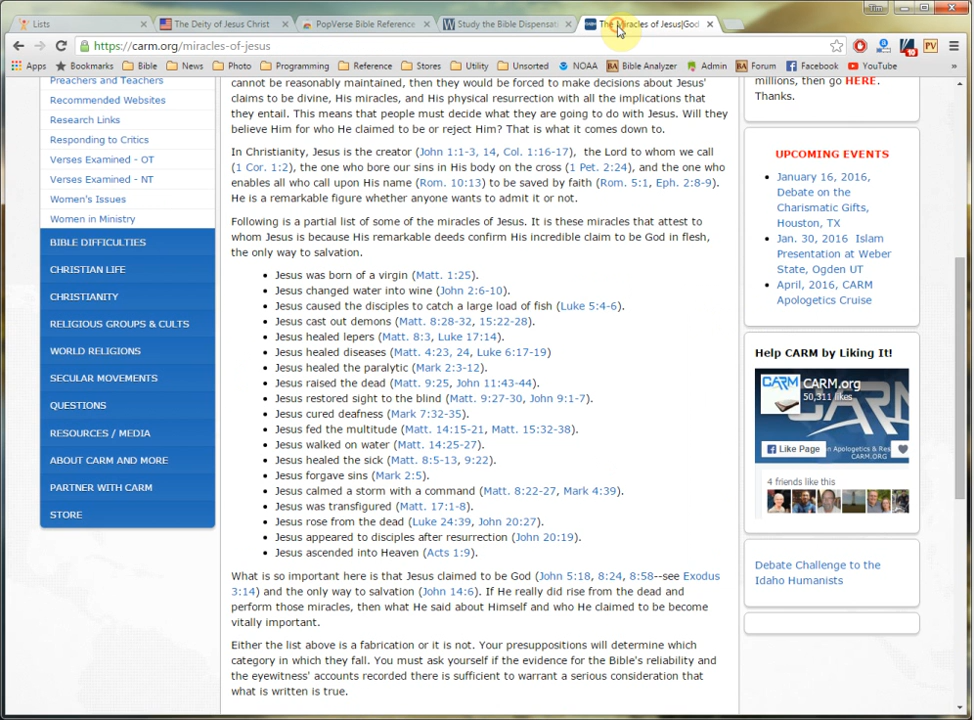 Tim
Lists
The Deity of Jesus Christ
PopVerse Bible Reference
Study the Bible Dispensat
The Miracles of Jesus|God
https://carm.org/miracles-of-jesus
10
PV
Apps
Bookmarks
Bible
News
Photo
Programming
Reference
Stores
Utility
Unsorted
NOAA
BA Bible Analyzer
Admin
BA Forum
Facebook
YouTube
»
Preachers and Teachers
Recommended Websites
Research Links
Responding to Critics
Verses Examined - OT
Verses Examined - NT
Women's Issues
Women in Ministry
BIBLE DIFFICULTIES
CHRISTIAN LIFE
CHRISTIANITY
RELIGIOUS GROUPS & CULTS
WORLD RELIGIONS
SECULAR MOVEMENTS
QUESTIONS
RESOURCES / MEDIA
ABOUT CARM AND MORE
PARTNER WITH CARM
STORE
cannot be reasonably maintained, then they would be forced to make decisions about Jesus'
claims to be divine, His miracles, and His physical resurrection with all the implications that
they entail. This means that people must decide what they are going to do with Jesus. Will they
believe Him for who He claimed to be or reject Him? That is what it comes down to.
In Christianity, Jesus is the creator (John 1:1-3, 14, Col. 1:16-17), the Lord to whom we call
(1 Cor. 1:2), the one who bore our sins in His body on the cross (1 Pet. 2:24), and the one who
enables all who call upon His name (Rom. 10:13) to be saved by faith (Rom. 5:1, Eph. 2:8-9).
He is a remarkable figure whether anyone wants to admit it or not.
Following is a partial list of some of the miracles of Jesus. It is these miracles that attest to
whom Jesus is because His remarkable deeds confirm His incredible claim to be God in flesh,
the only way to salvation.
• Jesus was born of a virgin (Matt. 1:25).
• Jesus changed water into wine (John 2:6-10).
• Jesus caused the disciples to catch a large load of fish (Luke 5:4-6).
• Jesus cast out demons (Matt. 8:28-32, 15:22-28).
• Jesus healed lepers (Matt. 8:3, Luke 17:14).
• Jesus healed diseases (Matt. 4:23, 24, Luke 6:17-19)
• Jesus healed the paralytic (Mark 2:3-12).
• Jesus raised the dead (Matt. 9:25, John 11:43-44).
• Jesus restored sight to the blind (Matt. 9:27-30, John 9:1-7).
• Jesus cured deafness (Mark 7:32-35).
• Jesus fed the multitude (Matt. 14:15-21, Matt. 15:32-38).
• Jesus walked on water (Matt. 14:25-27).
• Jesus healed the sick (Matt. 8:5-13, 9:22).
• Jesus forgave sins (Mark 2:5).
• Jesus calmed a storm with a command (Matt. 8:22-27, Mark 4:39).
• Jesus was transfigured (Matt. 17:1-8).
• Jesus rose from the dead (Luke 24:39, John 20:27).
• Jesus appeared to disciples after resurrection (John 20:19).
• Jesus ascended into Heaven (Acts 1:9).
What is so important here is that Jesus claimed to be God (John 5:18, 8:24, 8:58--see Exodus
3:14) and the only way to salvation (John 14:6). If He really did rise from the dead and
perform those miracles, then what He said about Himself and who He claimed to be become
vitally important.
Either the list above is a fabrication or it is not. Your presuppositions will determine which
category in which they fall. You must ask yourself if the evidence for the Bible's reliability and
the eyewitness' accounts recorded there is sufficient to warrant a serious consideration that
what is written is true.
millions, then go HERE.
Thanks.
UPCOMING EVENTS
• January 16, 2016,
Debate on the
Charismatic Gifts,
Houston, TX
• Jan. 30, 2016 Islam
Presentation at Weber
State, Ogden UT
• April, 2016, CARM
Apologetics Cruise
Help CARM by Liking It!
CARM
CARM.org
50,311 likes
Like Page
n Apologetics & Res
CARM.ORG
4 friends like this
Debate Challenge to the
Idaho Humanists